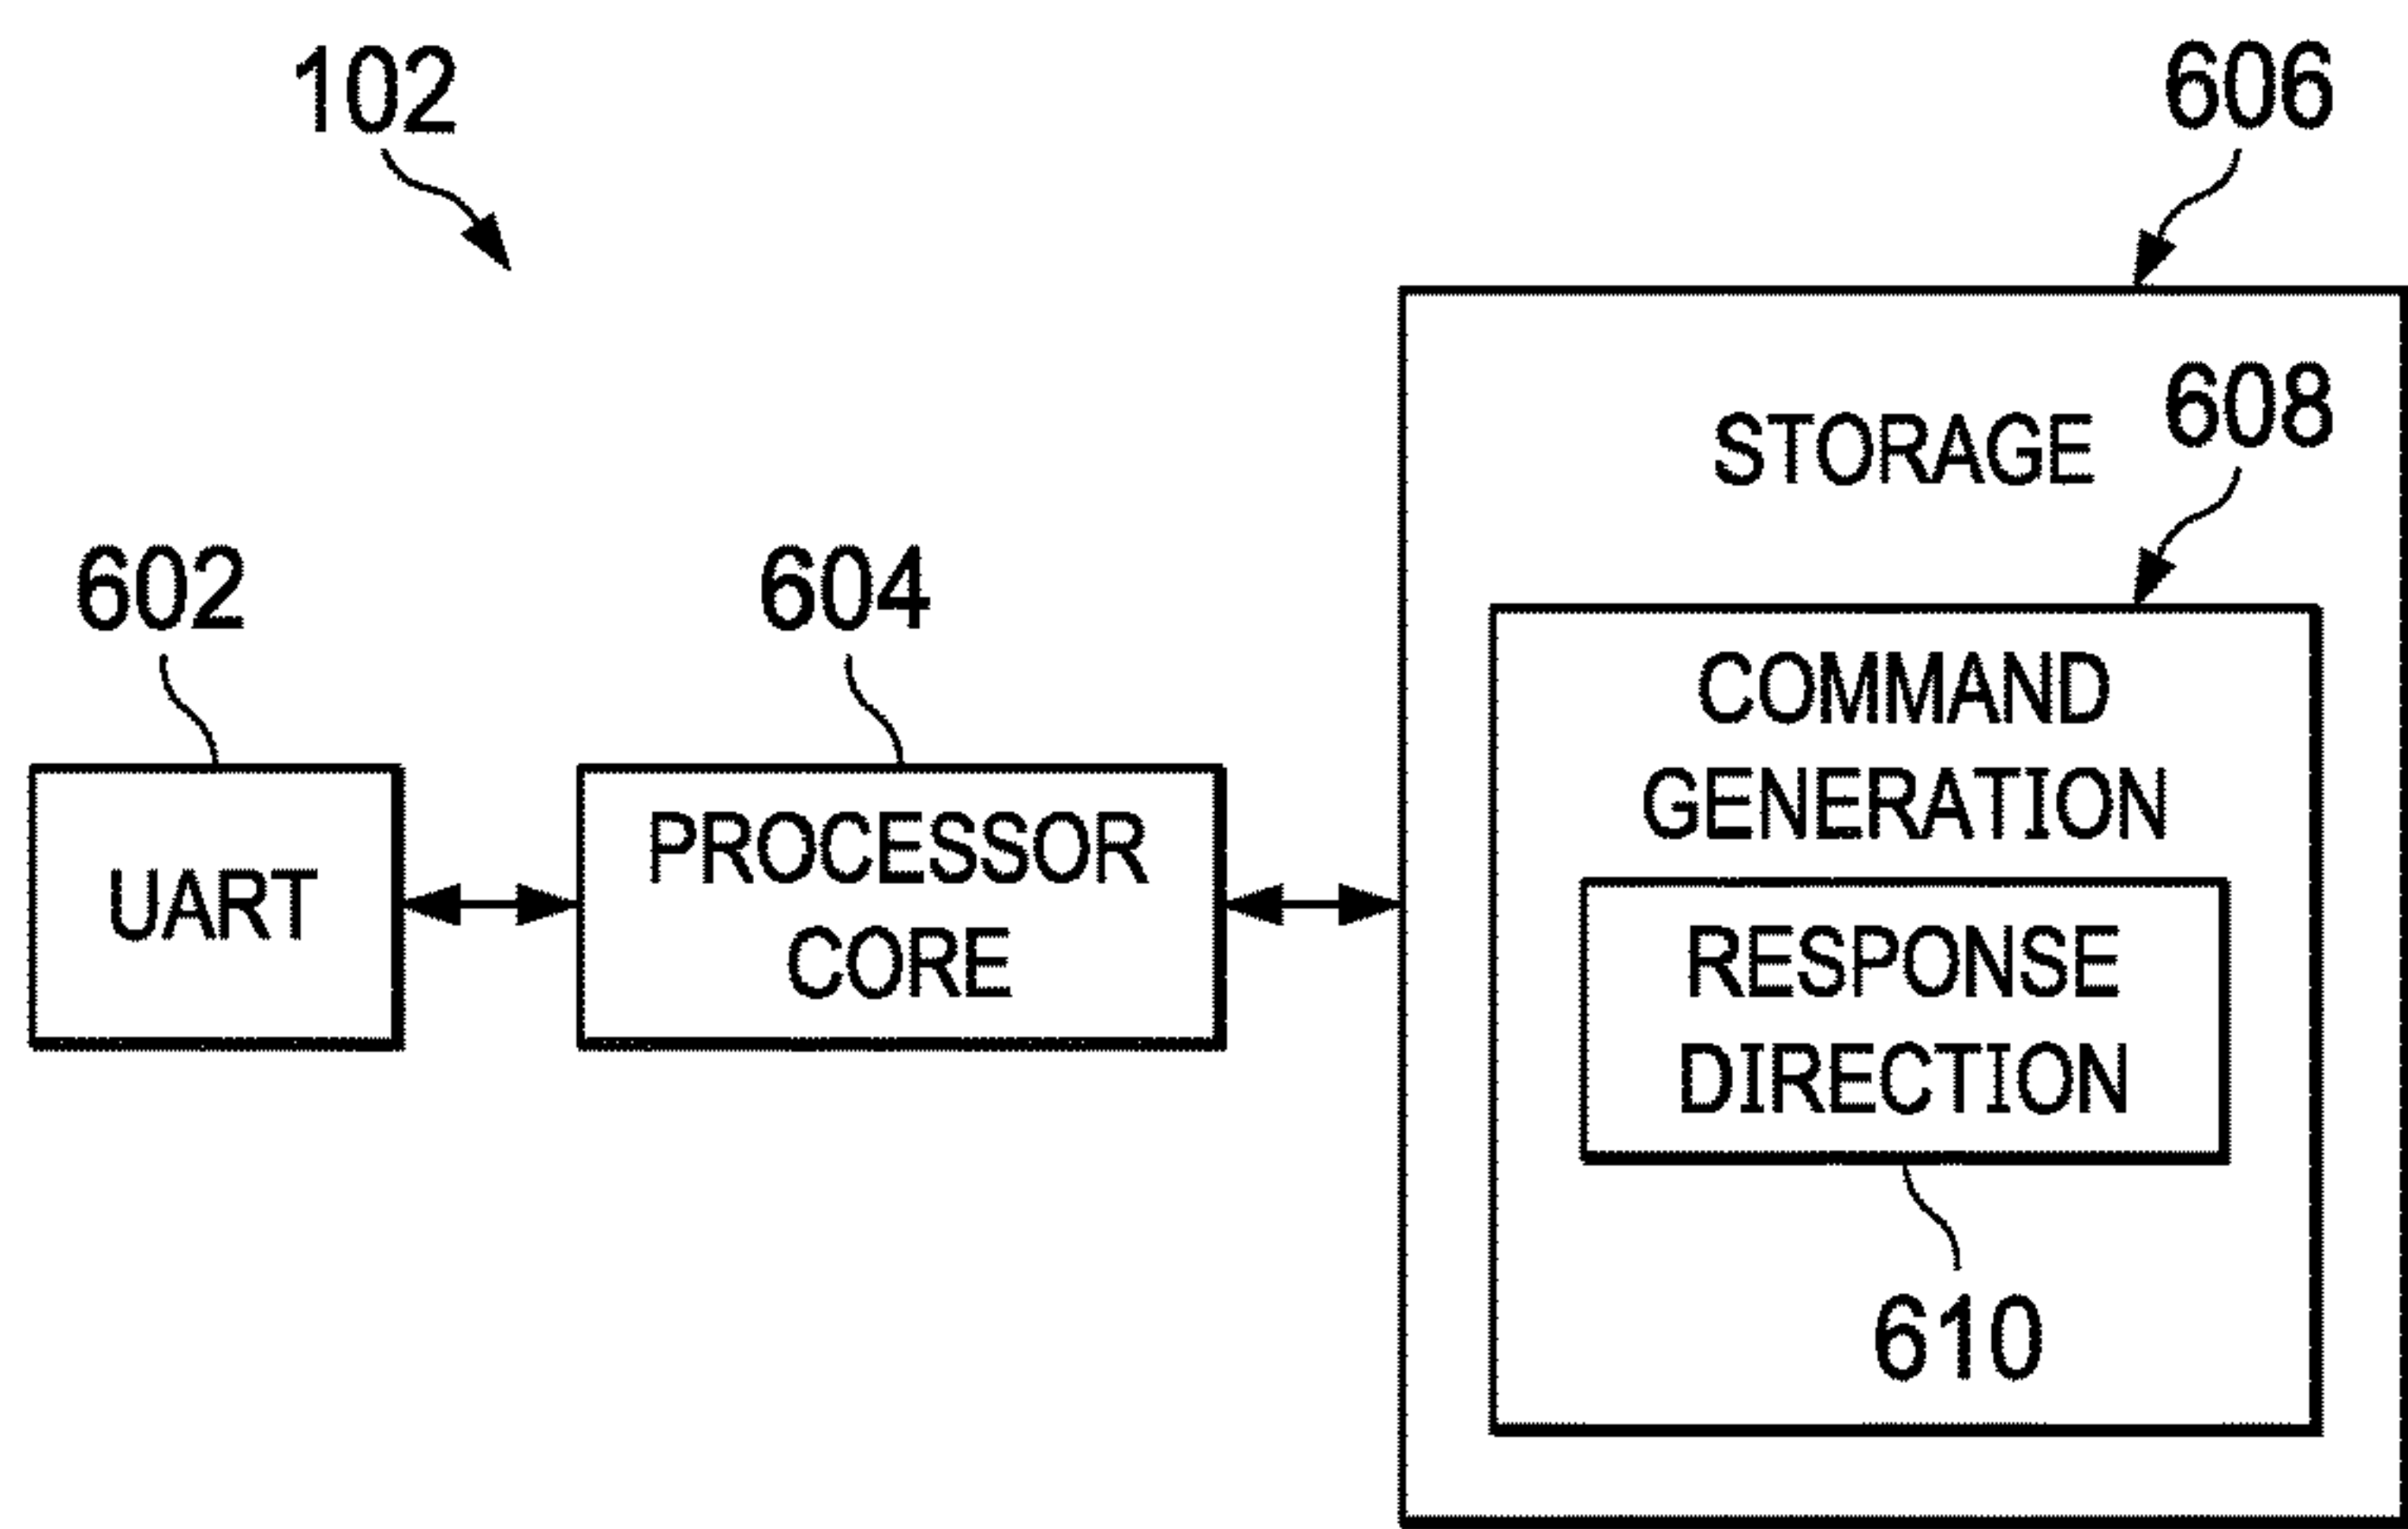 102
606
608
STORAGE
602
604
COMMAND
GENERATION
UART
PROCESSOR
CORE
RESPONSE
DIRECTION
610